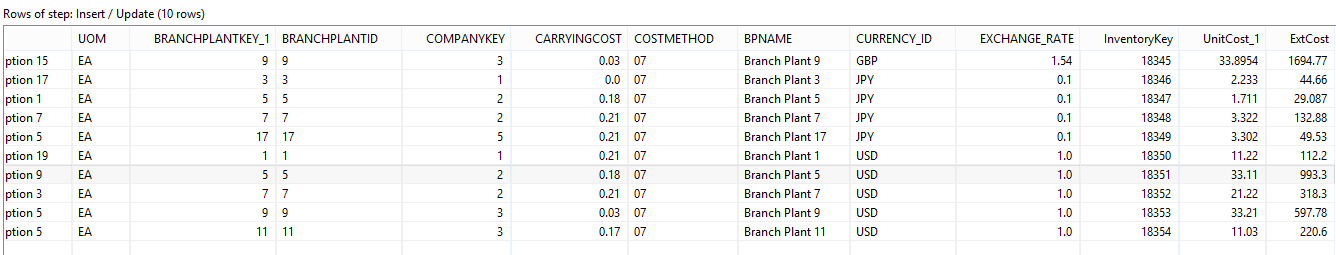 Rows of step: Insert / Update (10 rows)
UOM BRANCHPLANTKEY_1 BRANCHPLANTID COMPANYKEY CARRYINGCOST COSTMETHOD BPNAME CURRENCY_ID EXCHANGE_RATE InventoryKey UnitCost_1 ExtCost
ption 15 EA 9 9 3 0.03 07 Branch Plant 9 GBP 1.54 18345 33.8954 1694.77
ption 17 EA 3 3 1 0.0 07 Branch Plant 3 JPY 0.1 18346 2.233 44.66
ption 1 EA 5 5 2 0.18 07 Branch Plant 5 JPY 0.1 18347 1.711 29.087
ption 7 EA 7 7 2 0.21 07 Branch Plant 7 JPY 0.1 18348 3.322 132.88
ption 5 EA 17 17 5 0.21 07 Branch Plant 17 JPY 0.1 18349 3.302 49.53
ption 19 EA 1 1 1 0.21 07 Branch Plant 1 USD 1.0 18350 11.22 112.2
ption 9 EA 5 5 2 0.18 07 Branch Plant 5 USD 1.0 18351 33.11 993.3
ption 3 EA 7 7 2 0.21 07 Branch Plant 7 USD 1.0 18352 21.22 318.3
ption 5 EA 9 9 3 0.03 07 Branch Plant 9 USD 1.0 18353 33.21 597.78
ption 5 EA 11 11 3 0.17 07 Branch Plant 11 USD 1.0 18354 11.03 220.6